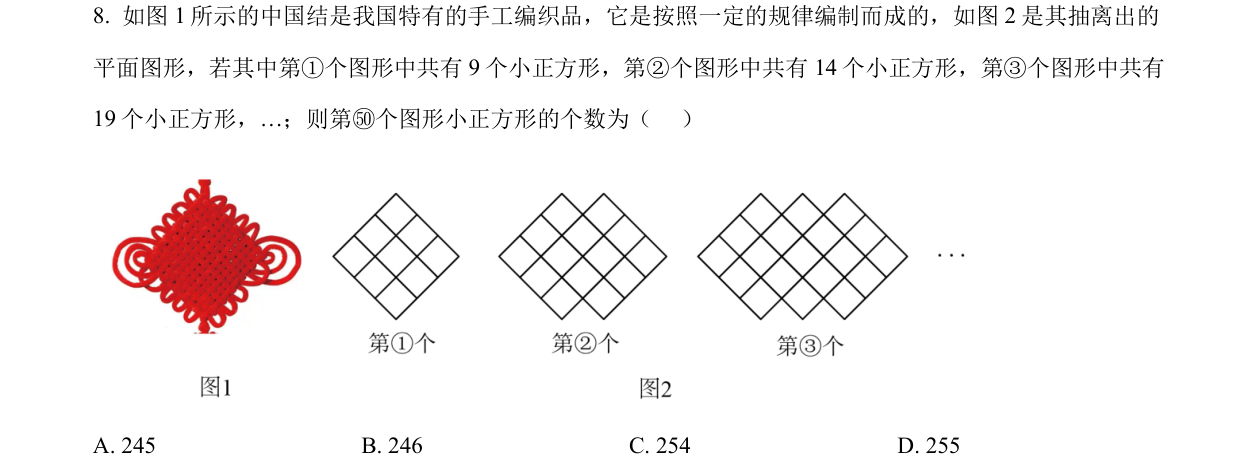 8. 如图 1 所示的中国结是我国特有的手工编织品，它是按照一定的规律编制而成的，如图 2 是其抽离出的
平面图形，若其中第①个图形中共有 9 个小正方形，第②个图形中共有 14 个小正方形，第③个图形中共有
19 个小正方形，…；则第㊿个图形小正方形的个数为（    ）
···
第①个 第②个 第③个
图1 图2
A. 245 B. 246 C. 254 D. 255